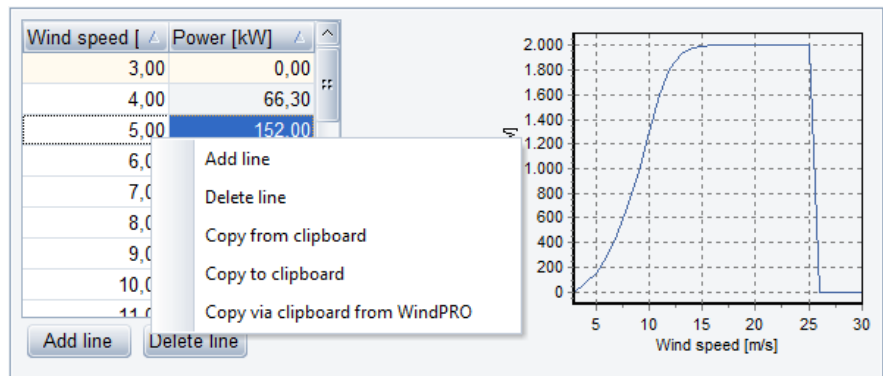 Wind speed [ Power [kW]
3,00 0,00
4,00 66,30
5,00 152,00
6,0
7,0
8,0
9,0
10,0
11,0
Add line
Delete line
Copy from clipboard
Copy to clipboard
Copy via clipboard from WindPRO
Add line Delete line
2.000
1.800
1.600
1.400
1.200
1.000
800
600
400
200
0
5 10 15 20 25 30
Wind speed [m/s]